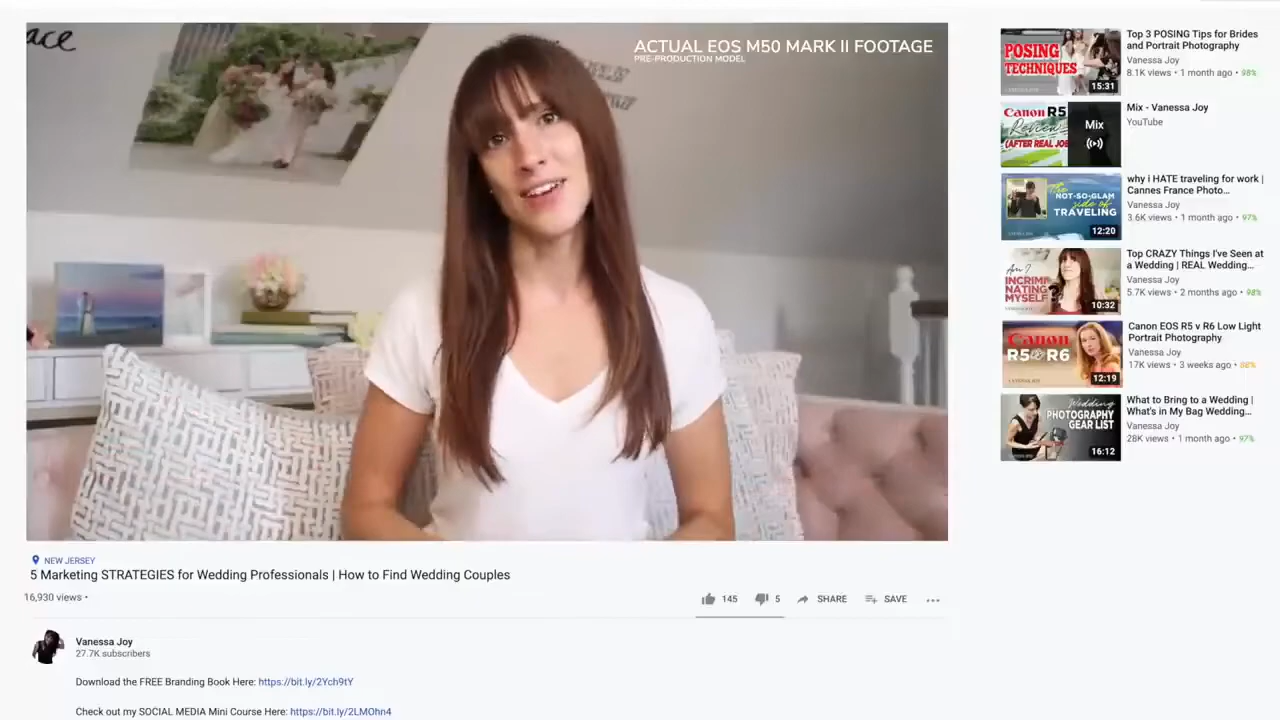 ace
ACTUAL EOS M50 MARK II FOOTAGE
PRE-PRODUCTION MODEL
NEW JERSEY
5 Marketing STRATEGIES for Wedding Professionals | How to Find Wedding Couples
16,930 views •
145
5
SHARE
SAVE
Vanessa Joy
27.7K subscribers
Download the FREE Branding Book Here: https://bit.ly/2Ych9tY
Check out my SOCIAL MEDIA Mini Course Here: https://bit.ly/2LMOhn4
POSING
TECHNIQUES
15:31
Top 3 POSING Tips for Brides
and Portrait Photography
Vanessa Joy
8.1K views • 1 month ago • 98%
Canon R5
Review
(AFTER REAL JOB
Mix
Mix - Vanessa Joy
YouTube
The
NOT-SO-GLAM
side of
TRAVELING
12:20
why i HATE traveling for work |
Cannes France Photo...
Vanessa Joy
3.6K views • 1 month ago • 97%
Am I
INCRIMI
NATING
MYSELF
10:32
Top CRAZY Things I've Seen at
a Wedding | REAL Wedding...
Vanessa Joy
5.7K views • 2 months ago • 98%
Canon
R5 R6
12:19
Canon EOS R5 v R6 Low Light
Portrait Photography
Vanessa Joy
17K views • 3 weeks ago •
Wedding
PHOTOGRAPHY
GEAR LIST
16:12
What to Bring to a Wedding |
What's in My Bag Wedding...
Vanessa Joy
28K views • 1 month ago • 97%